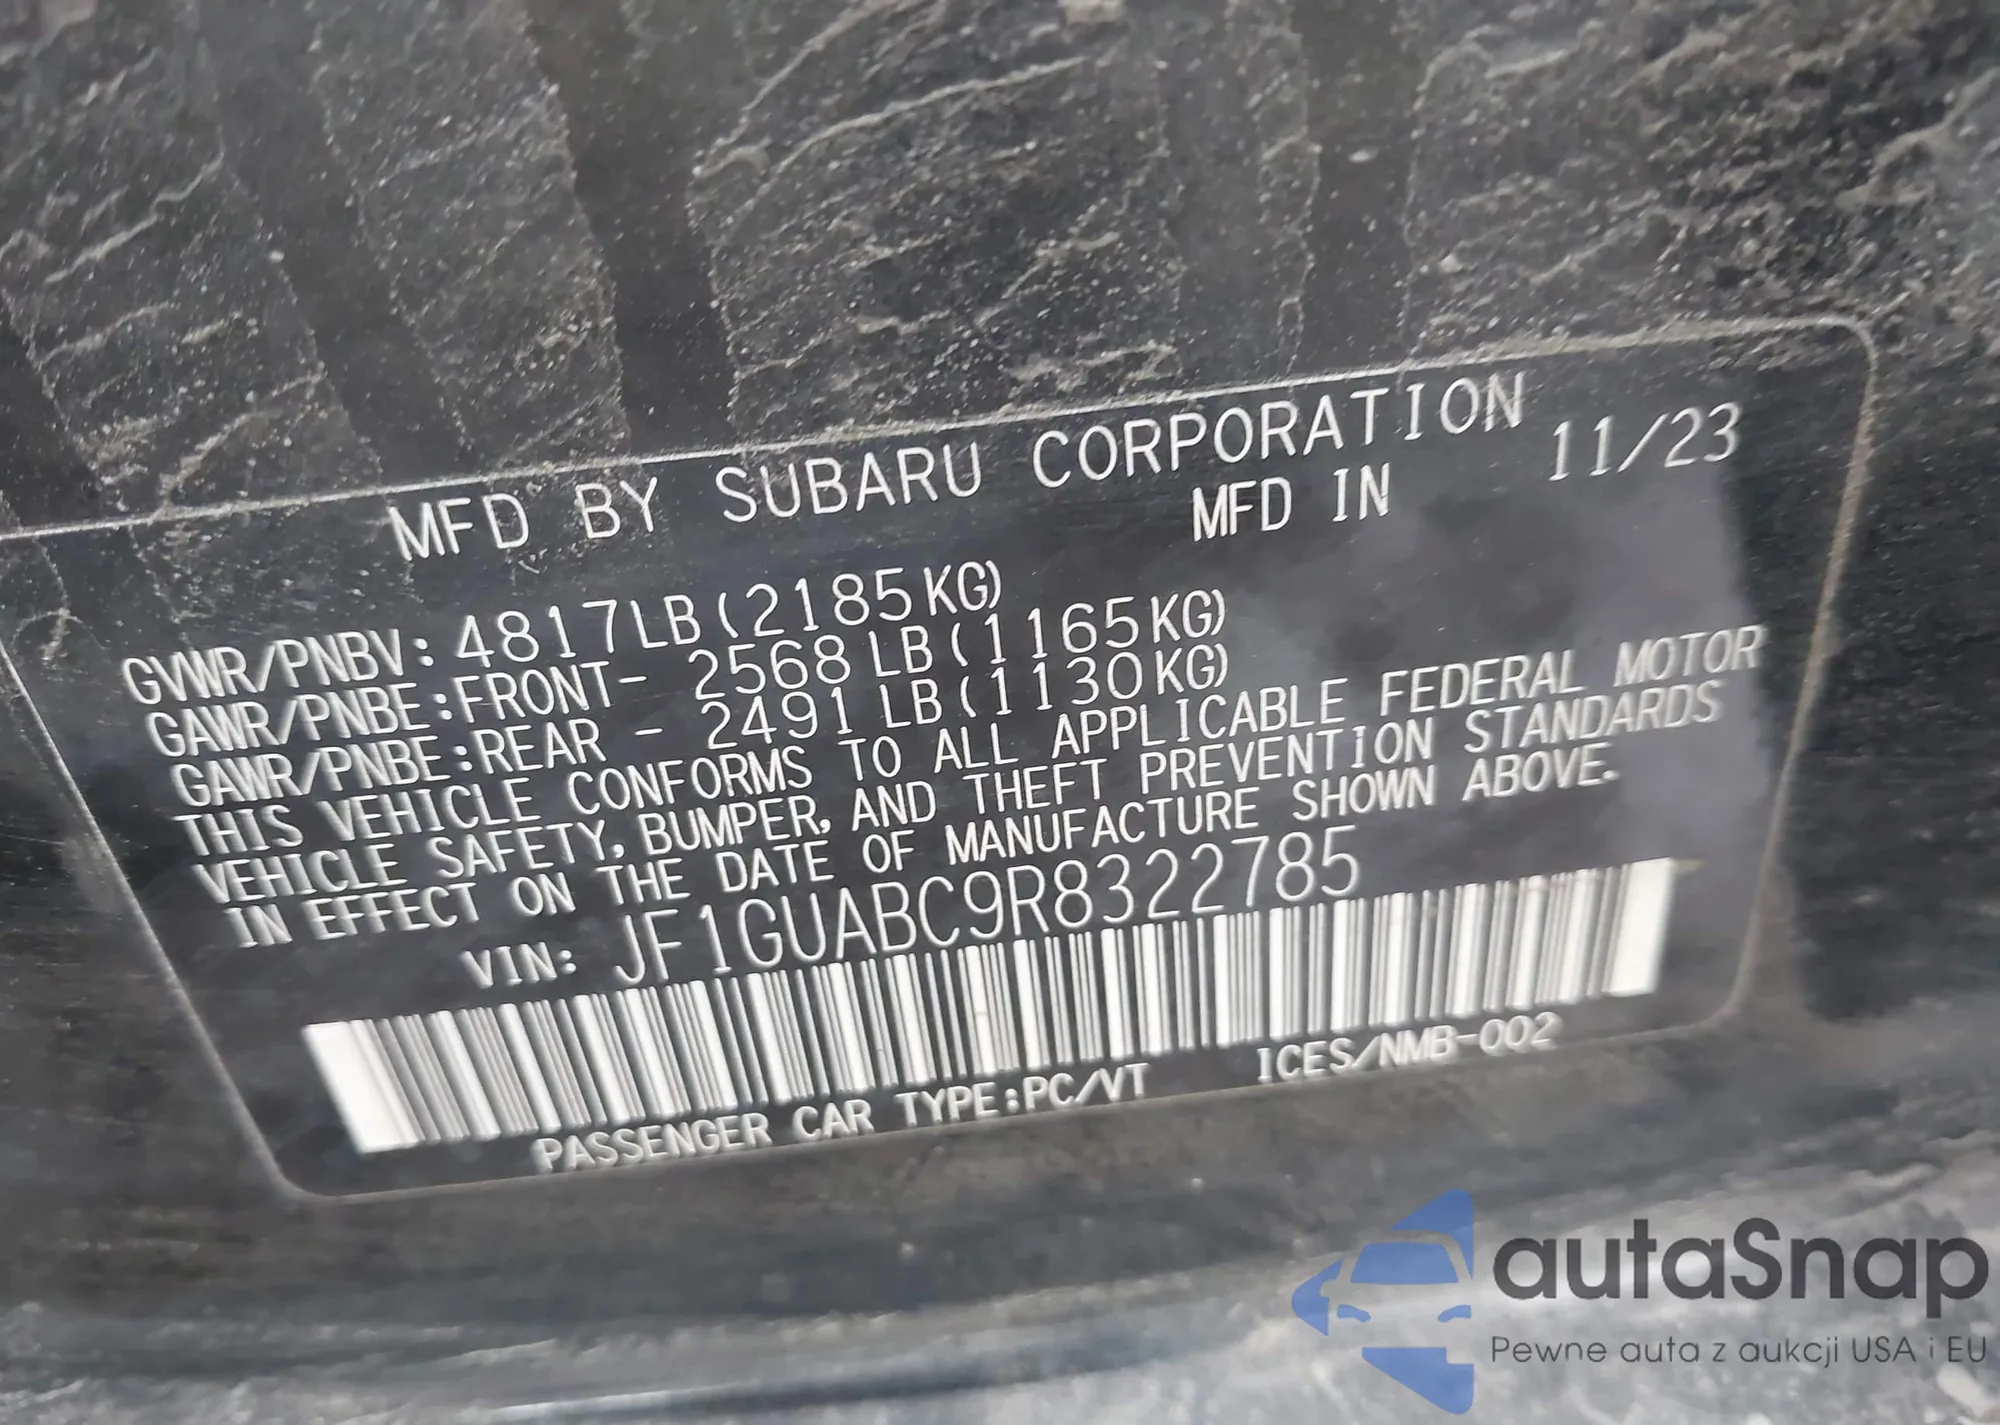 MFD BY SUBARU CORPORATION
MFD IN 11/23
GVWR/PNBV: 4817LB(2185KG)
GAWR/PNBE:FRONT- 2568LB(1165KG)
GAWR/PNBE:REAR - 2491LB(1130KG)
THIS VEHICLE CONFORMS TO ALL APPLICABLE FEDERAL MOTOR
VEHICLE SAFETY, BUMPER, AND THEFT PREVENTION STANDARDS
IN EFFECT ON THE DATE OF MANUFACTURE SHOWN ABOVE.
VIN: JF1GUABC9R8322785
PASSENGER CAR TYPE:PC/VT ICES/NMB-002
autaSnap
Pewne auta z aukcji USA i EU